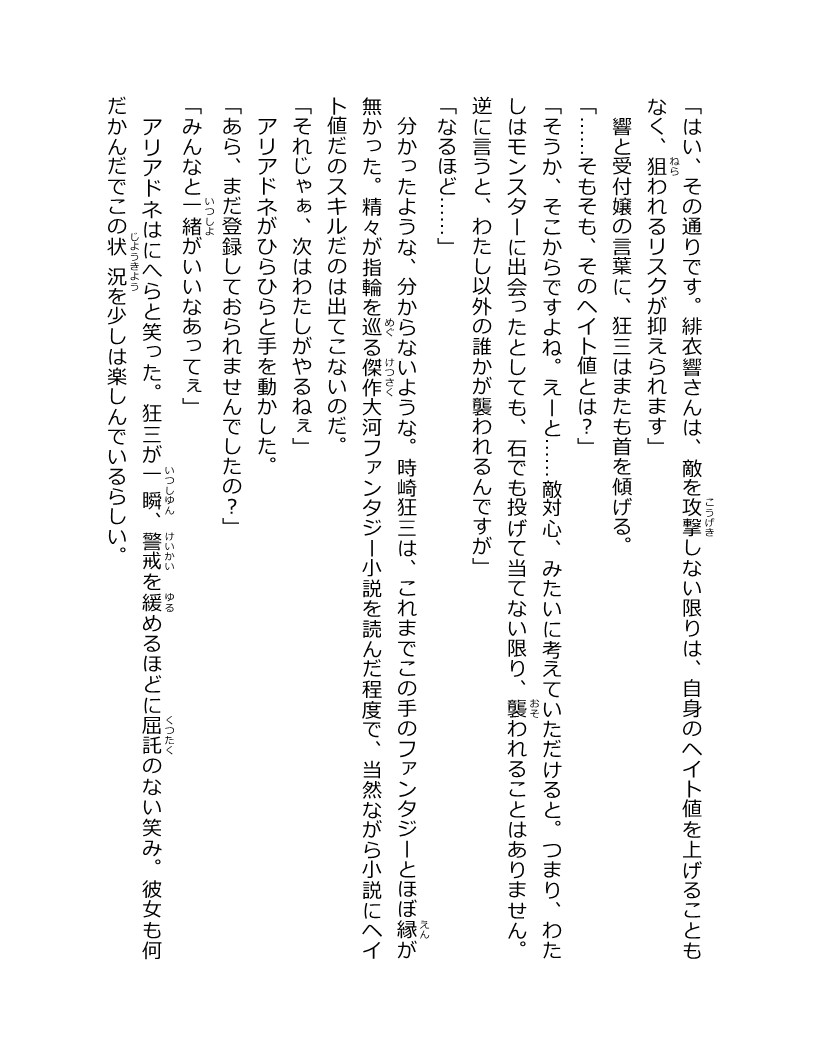 「はい、その通りです。緋衣響さんは、敵を攻撃しない限りは、自身のヘイト値を上げることも
なく、狙われるリスクが抑えられます」
響と受付嬢の言葉に、狂三はまたも首を傾げる。
「……そもそも、そのヘイト値とは？」
「そうか、そこからですよね。えーと……敵対心、みたいに考えていただけると。つまり、わた
しはモンスターに出会ったとしても、石でも投げて当てない限り、襲われることはありません。
逆に言うと、わたし以外の誰かが襲われるんですが」
「なるほど……」
分かったような、分からないような。時崎狂三は、これまでこの手のファンタジーとほぼ縁が
無かった。精々が指輪を巡る傑作大河ファンタジー小説を読んだ程度で、当然ながら小説にヘイ
ト値だのスキルだのは出てこないのだ。
「それじゃぁ、次はわたしがやるねぇ」
アリアドネがひらひらと手を動かした。
「あら、まだ登録しておられませんでしたの？」
「みんなと一緒がいいなあってぇ」
アリアドネはにへらと笑った。狂三が一瞬、警戒を緩めるほどに屈託のない笑み。彼女も何
だかんだでこの状況を少しは楽しんでいるらしい。